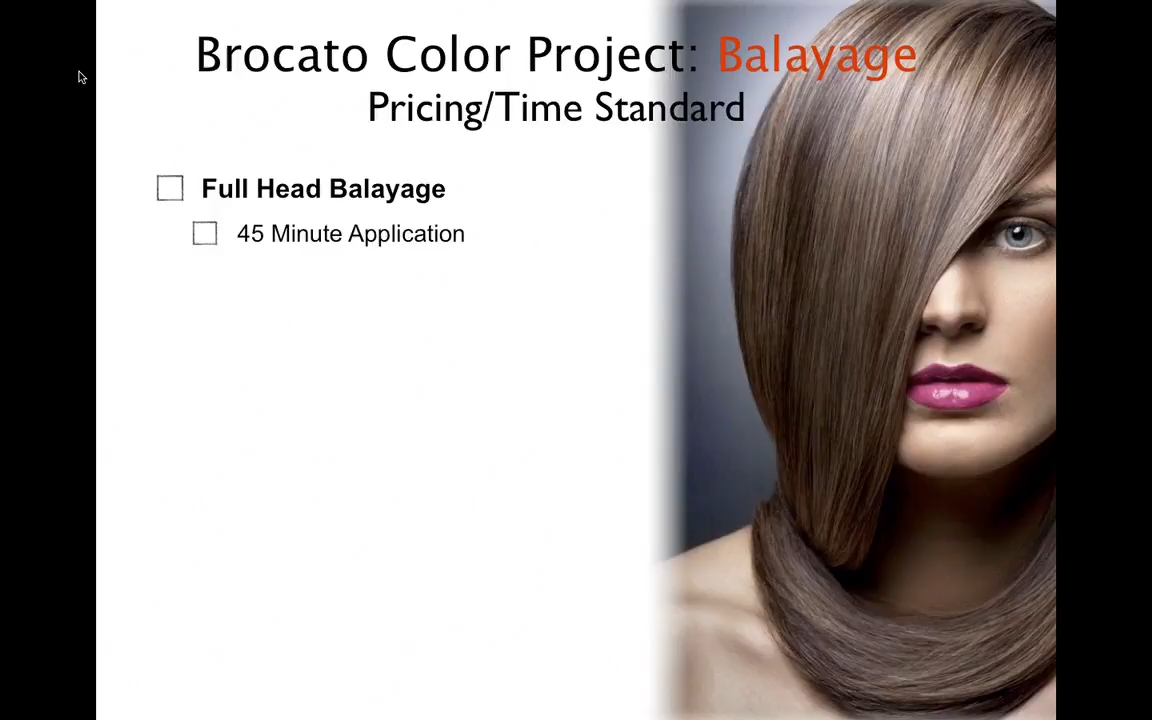 Brocato Color Project: Balayage
Pricing/Time Standard
Full Head Balayage
45 Minute Application